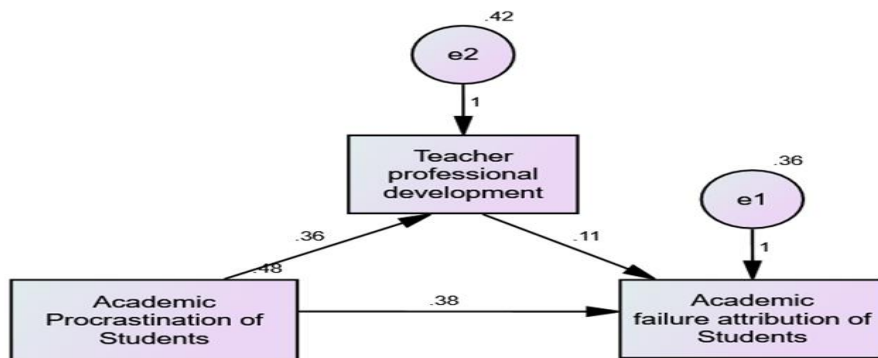 .42
e2
1
Teacher
professional
development
.36
e1
1
.36
.11
.48
Academic
Procrastination of
Students
.38
Academic
failure attribution of
Students